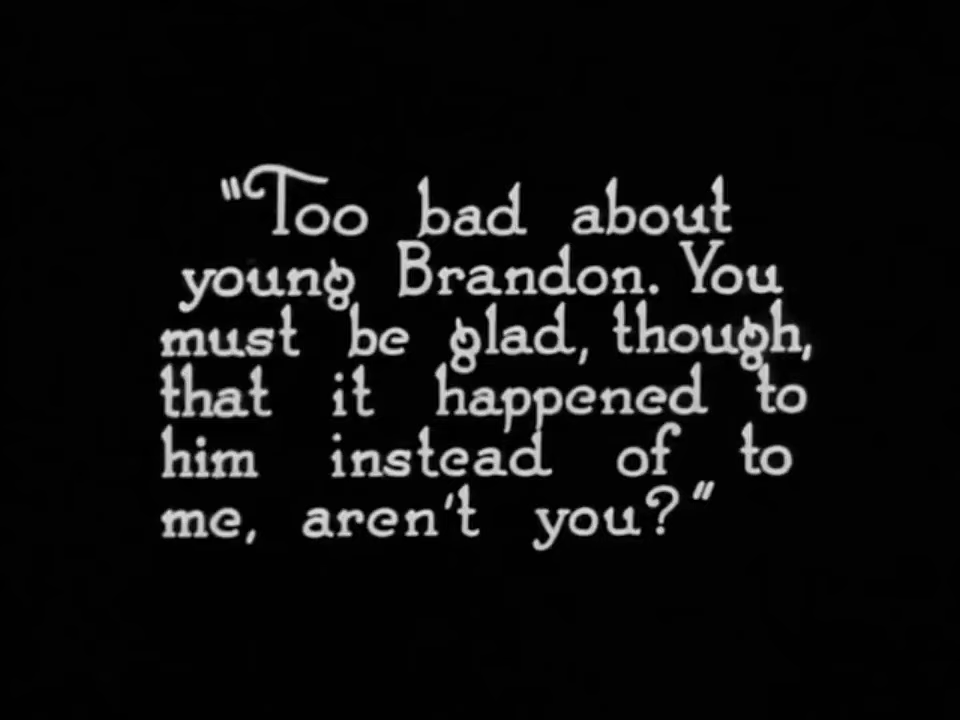 "Too bad about
young Brandon. You
must be glad, though,
that it happened to
him instead of to
me, aren't you?"